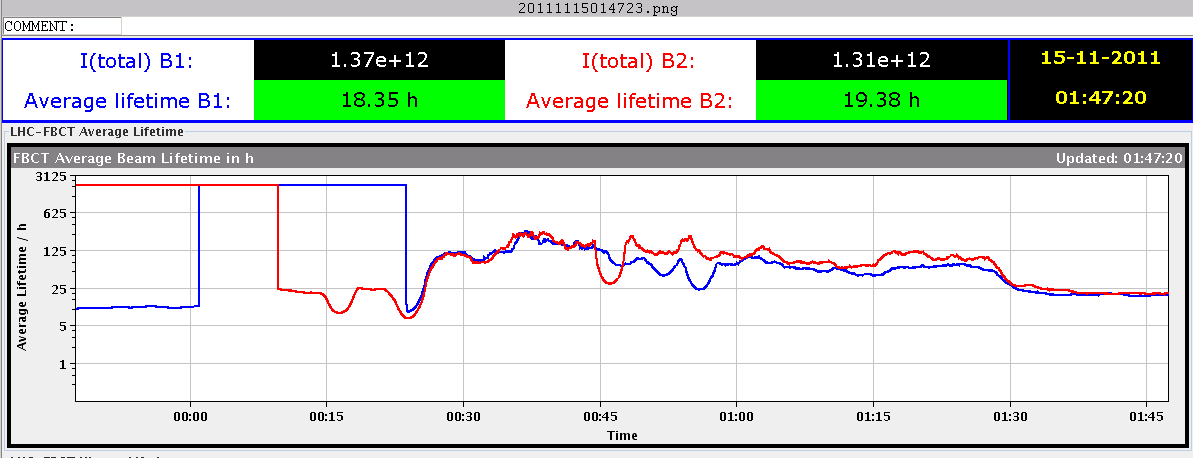 20111115014723.png
COMMENT:
I(total) B1: 1.37e+12 I(total) B2: 1.31e+12 15-11-2011
Average lifetime B1: 18.35 h Average lifetime B2: 19.38 h 01:47:20
LHC-FBCT Average Lifetime
FBCT Average Beam Lifetime in h Updated: 01:47:20
Average Lifetime / h
3125
625
125
25
5
1
00:00 00:15 00:30 00:45 01:00 01:15 01:30 01:45
Time